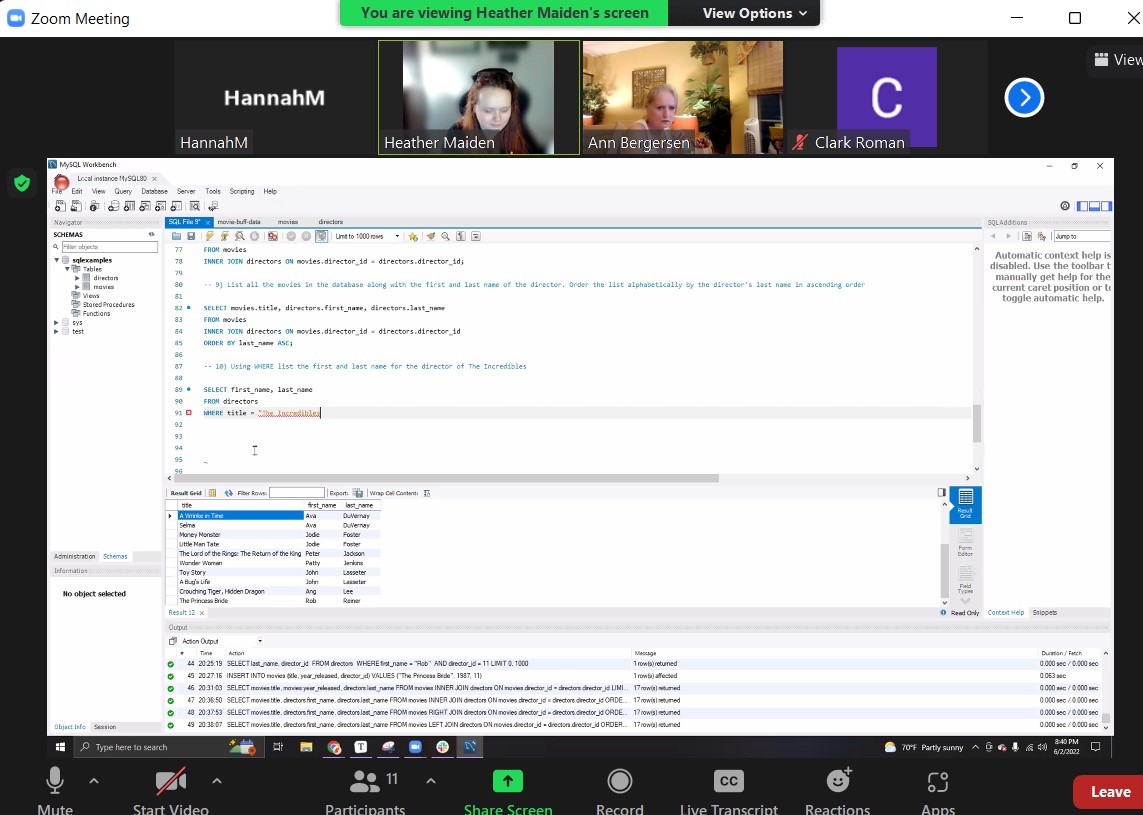 Zoom Meeting
You are viewing Heather Maiden's screen
View Options
View
HannahM
HannahM
Heather Maiden
Ann Bergersen
C
Clark Roman
MySQL Workbench
Local instance MySQL80
File Edit View Query Database Server Tools Scripting Help
Navigator
SCHEMAS
Filter objects
sqlexamples
Tables
directors
movies
Views
Stored Procedures
Functions
sys
test
Administration Schemas
Information
No object selected
Object Info Session
SQL File 9* movie-buff-data movies directors
Limit to 1000 rows
77 FROM movies
78 INNER JOIN directors ON movies.director_id = directors.director_id;
79
80 -- 9) List all the movies in the database along with the first and last name of the director. Order the list alphabetically by the director's last name in ascending order
81
82 SELECT movies.title, directors.first_name, directors.last_name
83 FROM movies
84 INNER JOIN directors ON movies.director_id = directors.director_id
85 ORDER BY last_name ASC;
86
87 -- 10) Using WHERE list the first and last name for the director of The Incredibles
88
89 SELECT first_name, last_name
90 FROM directors
91 WHERE title = "The Incredibles
92
93
94
95
96
Result Grid Filter Rows: Export: Wrap Cell Content:
title first_name last_name
A Wrinke in Time Ava DuVernay
Selma Ava DuVernay
Money Monster Jodie Foster
Little Man Tate Jodie Foster
The Lord of the Rings: The Return of the King Peter Jackson
Wonder Woman Patty Jenkins
Toy Story John Lasseter
A Bug's Life John Lasseter
Crouching Tiger, Hidden Dragon Ang Lee
The Princess Bride Rob Reiner
Result Grid
Form Editor
Field Types
Result 12
Read Only
SQLAdditions
Jump to
Automatic context help is
disabled. Use the toolbar t
manually get help for the
current caret position or to
toggle automatic help.
Context Help Snippets
Output
Action Output
# Time Action Message Duration / Fetch
44 20:25:19 SELECT last_name, director_id FROM directors WHERE first_name = "Rob" AND director_id = 11 LIMIT 0, 1000 1 row(s) returned 0.000 sec / 0.000 sec
45 20:27:16 INSERT INTO movies (title, year_released, director_id) VALUES ("The Princess Bride", 1987, 11) 1 row(s) affected 0.063 sec
46 20:31:03 SELECT movies.title, movies.year_released, directors.last_name FROM movies INNER JOIN directors ON movies.director_id = directors.director_id LIMI... 17 row(s) returned 0.000 sec / 0.000 sec
47 20:36:50 SELECT movies.title, directors.first_name, directors.last_name FROM movies INNER JOIN directors ON movies.director_id = directors.director_id ORDE... 17 row(s) returned 0.000 sec / 0.000 sec
48 20:37:53 SELECT movies.title, directors.first_name, directors.last_name FROM movies RIGHT JOIN directors ON movies.director_id = directors.director_id ORDE... 17 row(s) returned 0.000 sec / 0.000 sec
49 20:38:07 SELECT movies.title, directors.first_name, directors.last_name FROM movies LEFT JOIN directors ON movies.director_id = directors.director_id ORDER... 17 row(s) returned 0.000 sec / 0.000 sec
Type here to search
70°F Partly sunny
8:40 PM
6/2/2022
Mute
Start Video
11
Participants
Share Screen
Record
CC
Live Transcript
Reactions
Apps
Leave